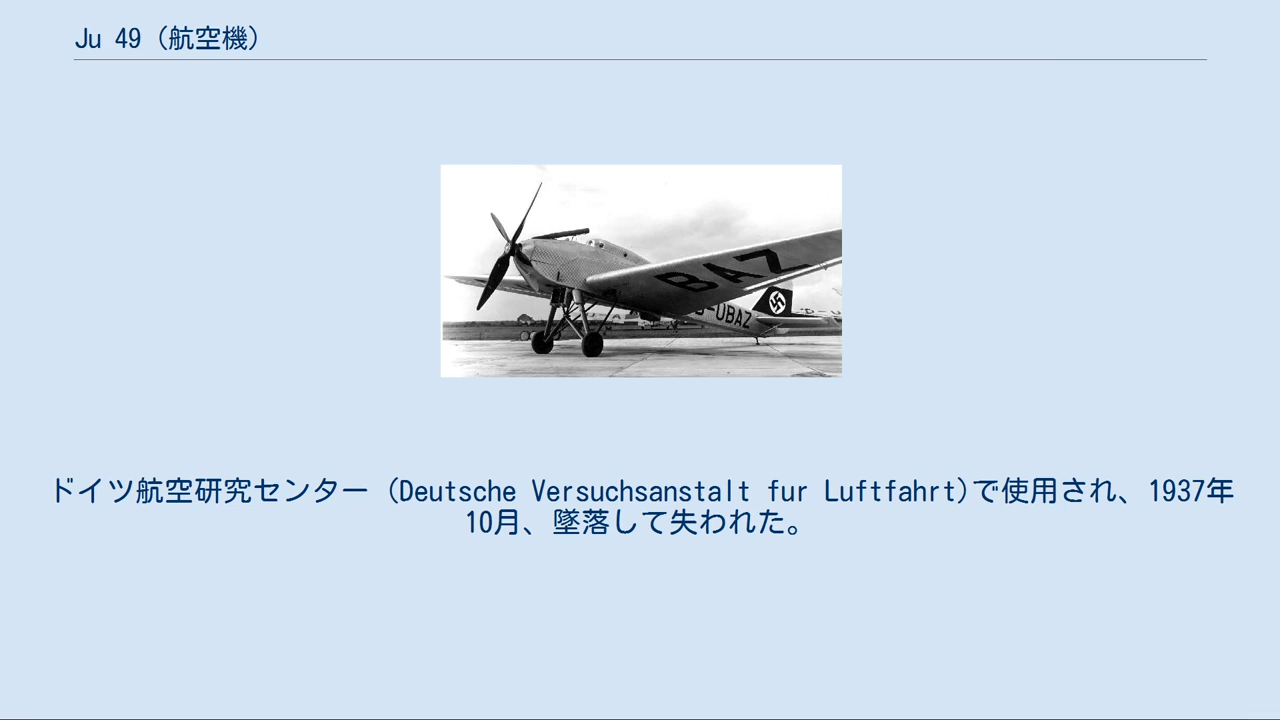 Ju 49 (航空機)
BAZ
D-UBAZ
ドイツ航空研究センター (Deutsche Versuchsanstalt fur Luftfahrt)で使用され、1937年
10月、墜落して失われた。